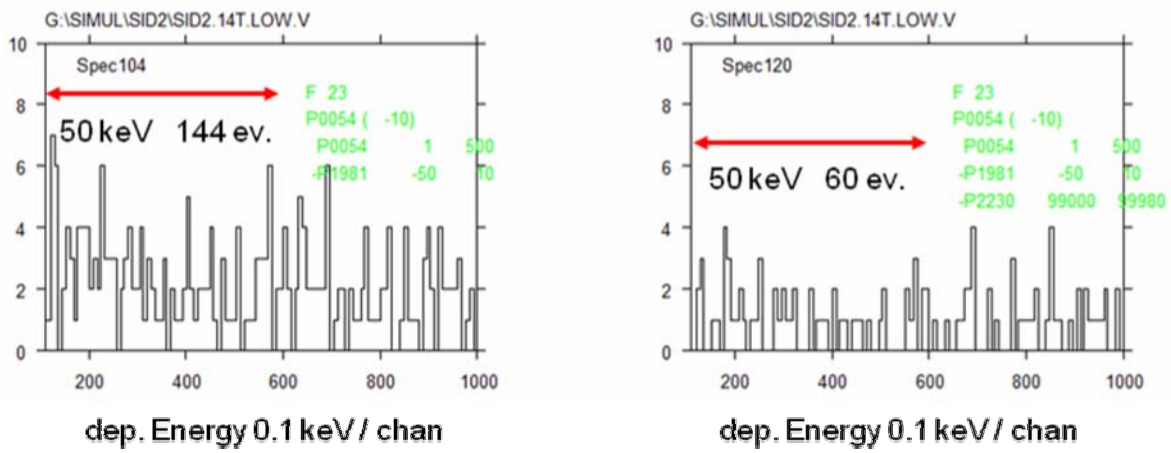 G:\SIMUL\SID2\SID2.14T.LOW.V
10
Spec104
F 23
8
P0054 ( -10)
50 keV 144 ev.
P0054 1 500
6
-P1981 -50 10
4
2
0
200 400 600 800 1000
dep. Energy 0.1 keV / chan
G:\SIMUL\SID2\SID2.14T.LOW.V
10
Spec120
F 23
8
P0054 ( -10)
P0054 1 500
6
50 keV 60 ev.
-P1981 -50 10
-P2230 99000 99980
4
2
0
200 400 600 800 1000
dep. Energy 0.1 keV / chan